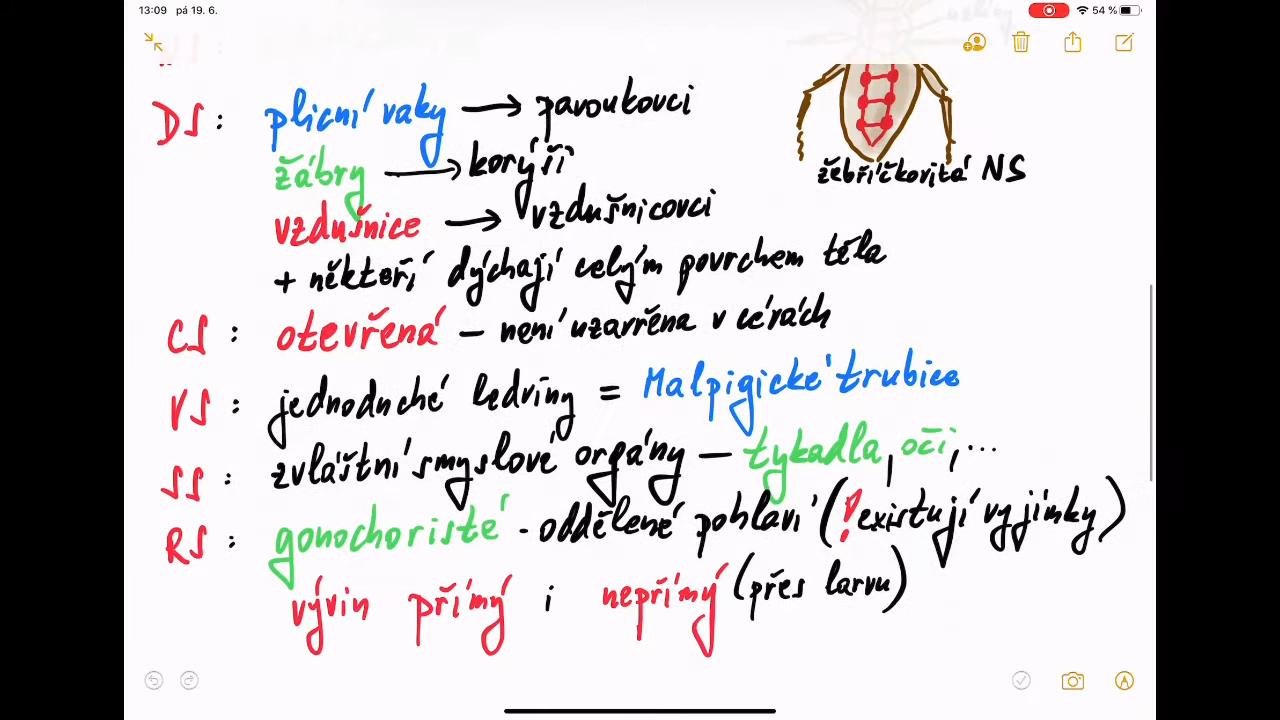 13:09 pá 19. 6. 54 %
DS: plicní vaky → pavoukovci
žábry → korýši
vzdušnice → vzdušnicovci
+ někteří dýchají celým povrchem těla
žebříčkovitá NS
CS: otevřená – není uzavřena v cérách
VS: jednoduché ledviny = Malpigické trubice
SS: zvláštní smyslové orgány – tykadla, oči, ...
RS: gonochoristé - oddělené pohlaví (! existují vyjímky)
vývin přímý i nepřímý (přes larvu)